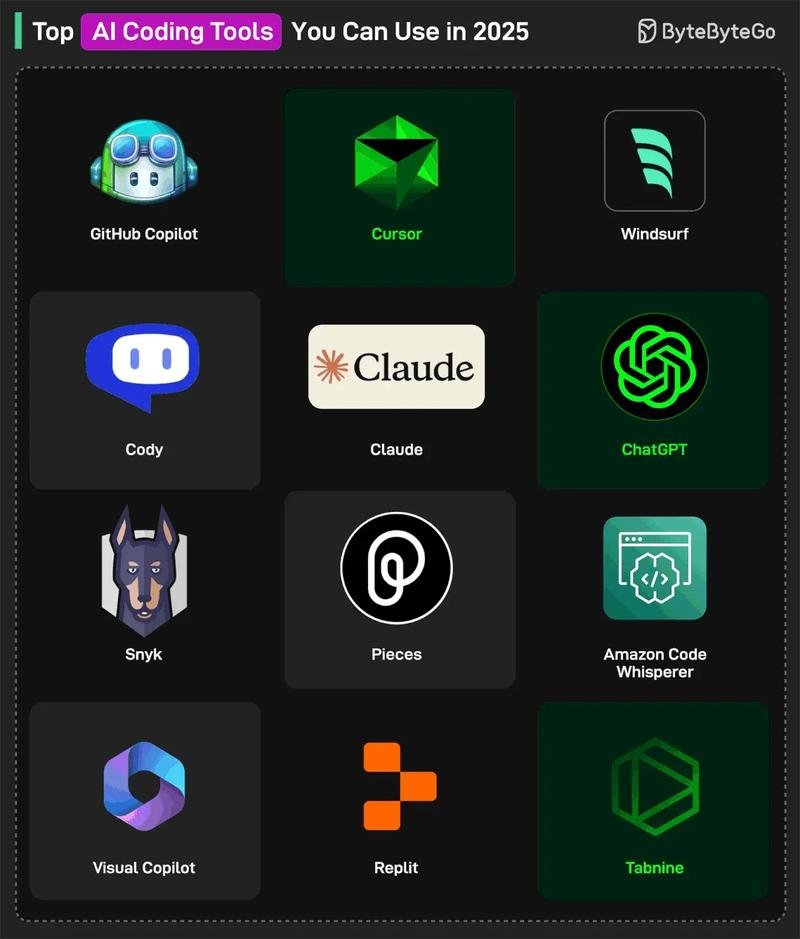 Top AI Coding Tools You Can Use in 2025
ByteByteGo
GitHub Copilot
Cursor
Windsurf
Cody
Claude
Claude
ChatGPT
Snyk
Pieces
Amazon Code
Whisperer
Visual Copilot
Replit
Tabnine